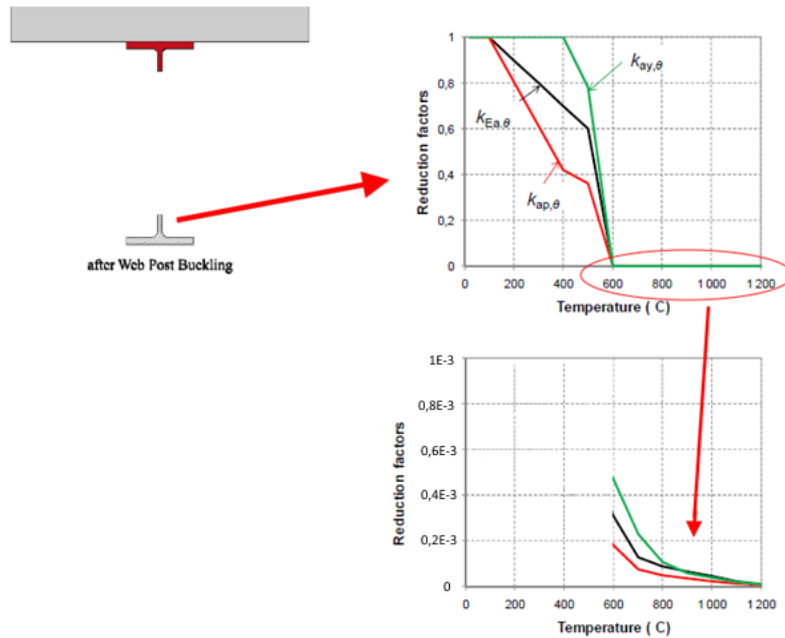 after Web Post Buckling
Reduction factors
1
0,8
0,6
0,4
0,2
0
kay,θ
kEa,θ
kap,θ
0 200 400 600 800 1 000 1 200
Temperature ( C)
Reduction factors
1E-3
0,8E-3
0,6E-3
0,4E-3
0,2E-3
0
0 200 400 600 800 1 000 1 200
Temperature ( C)